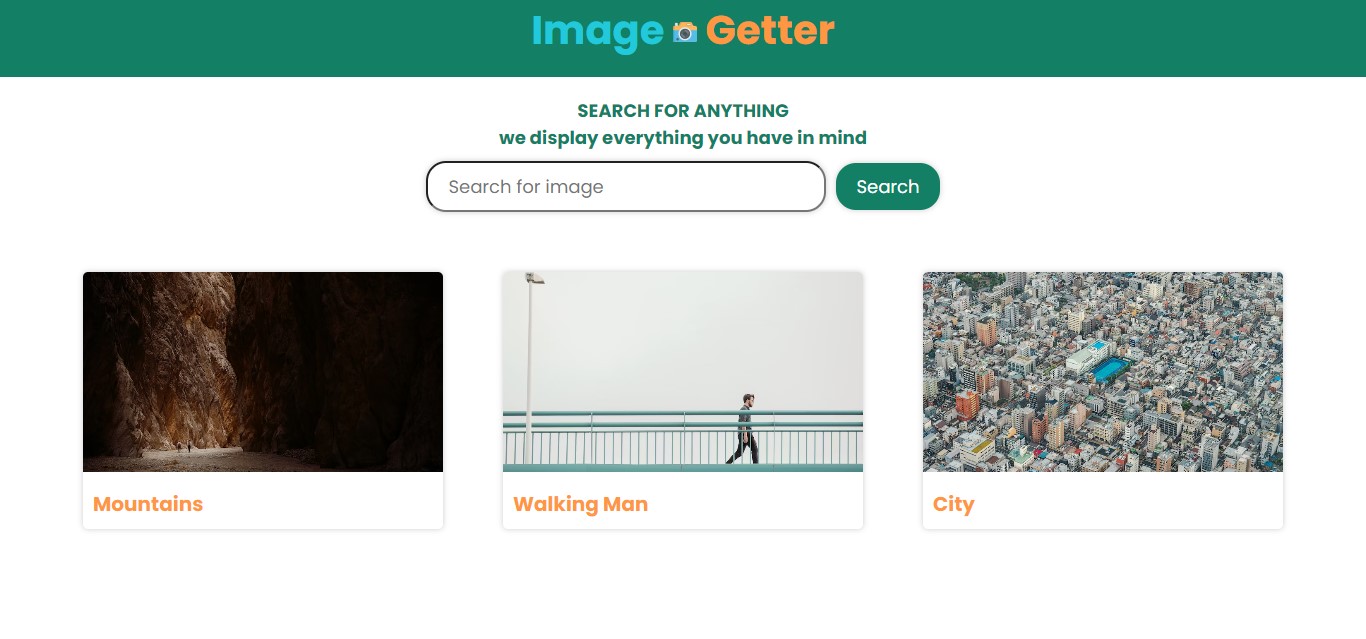 Image Getter
SEARCH FOR ANYTHING
we display everything you have in mind
Search for image
Search
Mountains
Walking Man
City